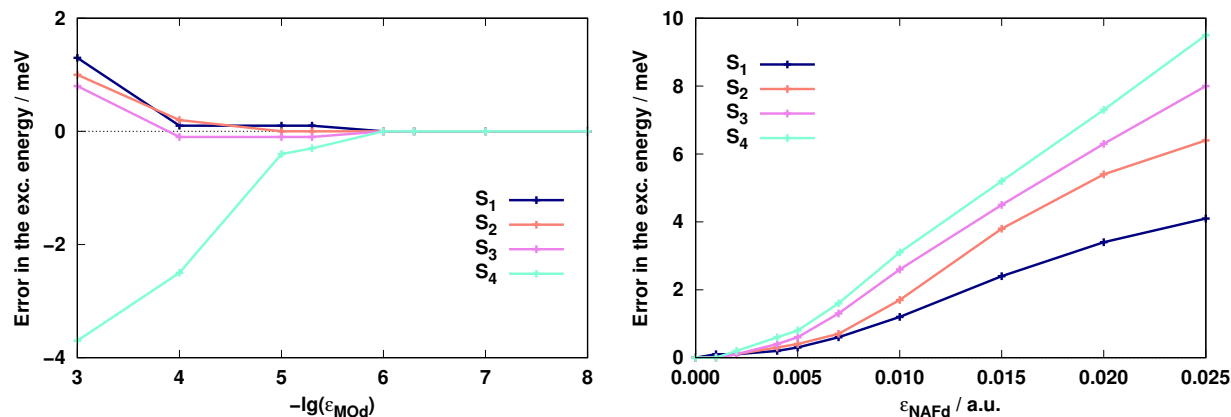 Error in the exc. energy / meV
2
0
−2
−4
S1
S2
S3
S4
3 4 5 6 7 8
−lg(εMOd)
Error in the exc. energy / meV
10
8
6
4
2
0
S1
S2
S3
S4
0.000 0.005 0.010 0.015 0.020 0.025
εNAFd / a.u.